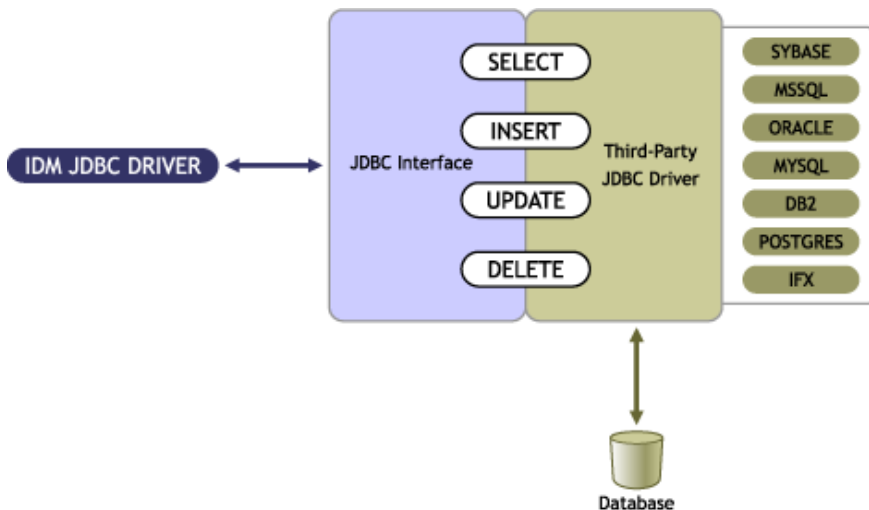 IDM JDBC DRIVER
JDBC Interface
SELECT
INSERT
UPDATE
DELETE
Third-Party
JDBC Driver
SYBASE
MSSQL
ORACLE
MYSQL
DB2
POSTGRES
IFX
Database